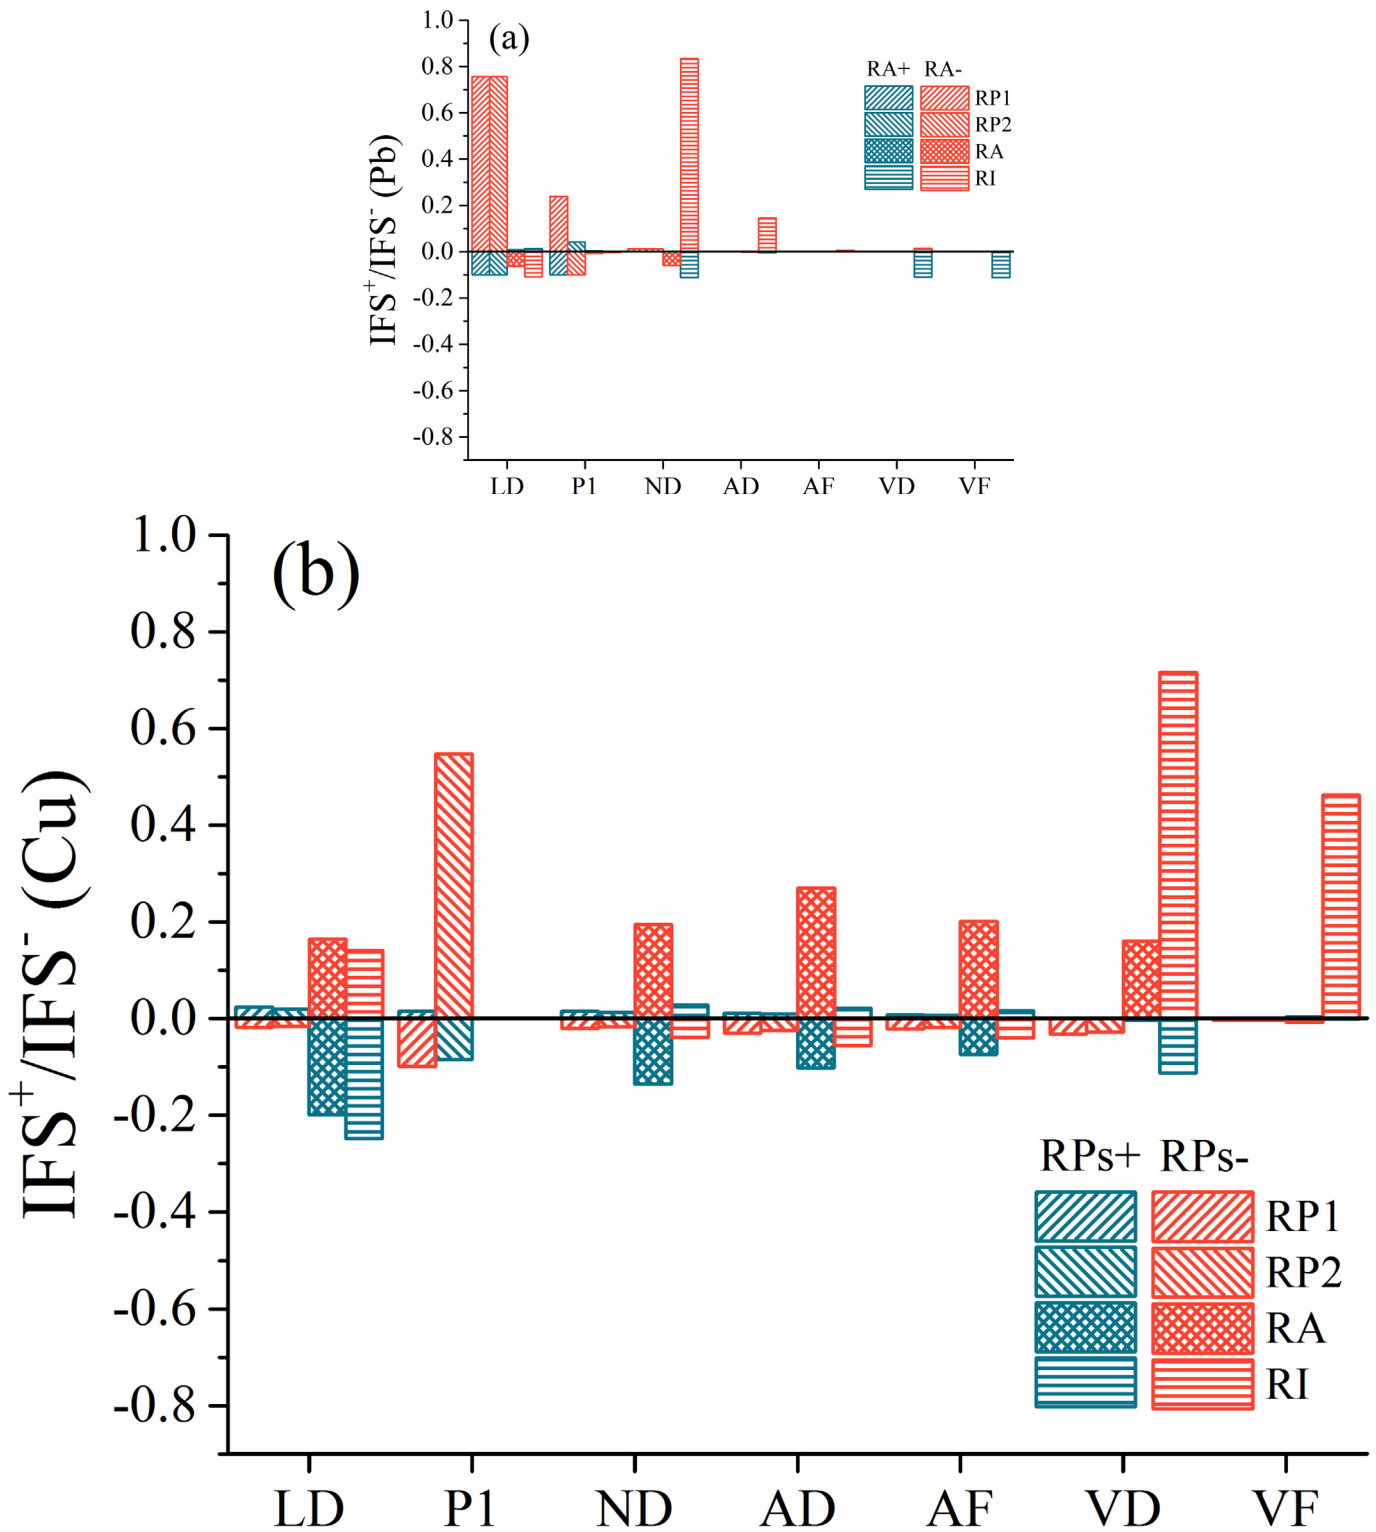 (a)
1.0
0.8
0.6
0.4
0.2
0.0
-0.2
-0.4
-0.6
-0.8
IFS+/IFS- (Pb)
RA+ RA-
RP1
RP2
RA
RI
LD P1 ND AD AF VD VF
(b)
1.0
0.8
0.6
0.4
0.2
0.0
-0.2
-0.4
-0.6
-0.8
IFS+/IFS- (Cu)
RPs+ RPs-
RP1
RP2
RA
RI
LD P1 ND AD AF VD VF